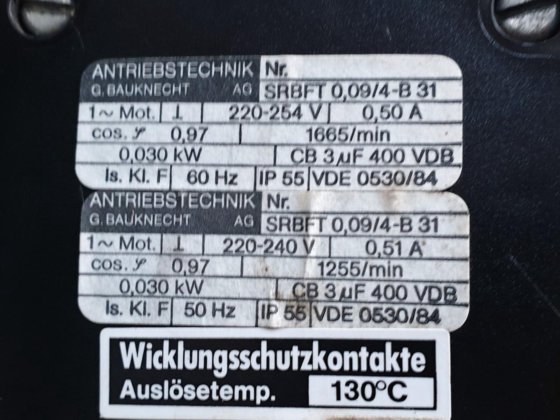 ANTRIEBSTECHNIK Nr.
G. BAUKNECHT AG SRBFT 0,09/4-B 31
1~ Mot. ⊥ 220-254 V 0,50 A
cos. φ 0,97 1665/min
0,030 kW CB 3 µF 400 VDB
Is. Kl. F 60 Hz IP 55 VDE 0530/84
ANTRIEBSTECHNIK Nr.
G. BAUKNECHT AG SRBFT 0,09/4-B 31
1~ Mot. ⊥ 220-240 V 0,51 A
cos. φ 0,97 1255/min
0,030 kW CB 3 µF 400 VDB
Is. Kl. F 50 Hz IP 55 VDE 0530/84
Wicklungsschutzkontakte
Auslösetemp. 130°C